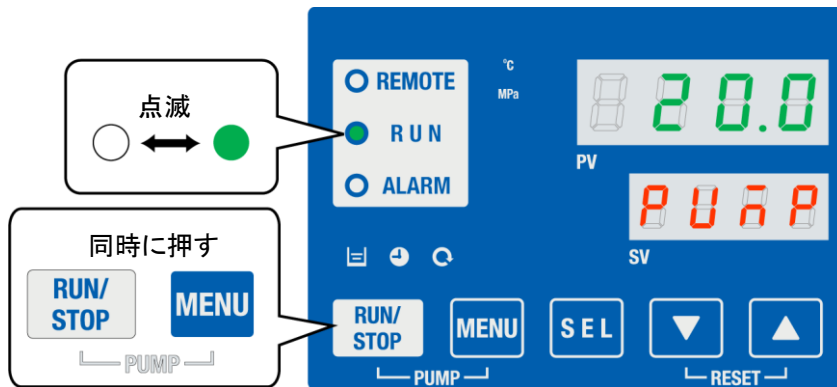 点滅
同時に押す
RUN/
STOP
MENU
PUMP
REMOTE
RUN
ALARM
°C
MPa
20.0
PV
PUMP
SV
RUN/
STOP
MENU
SEL
PUMP
RESET